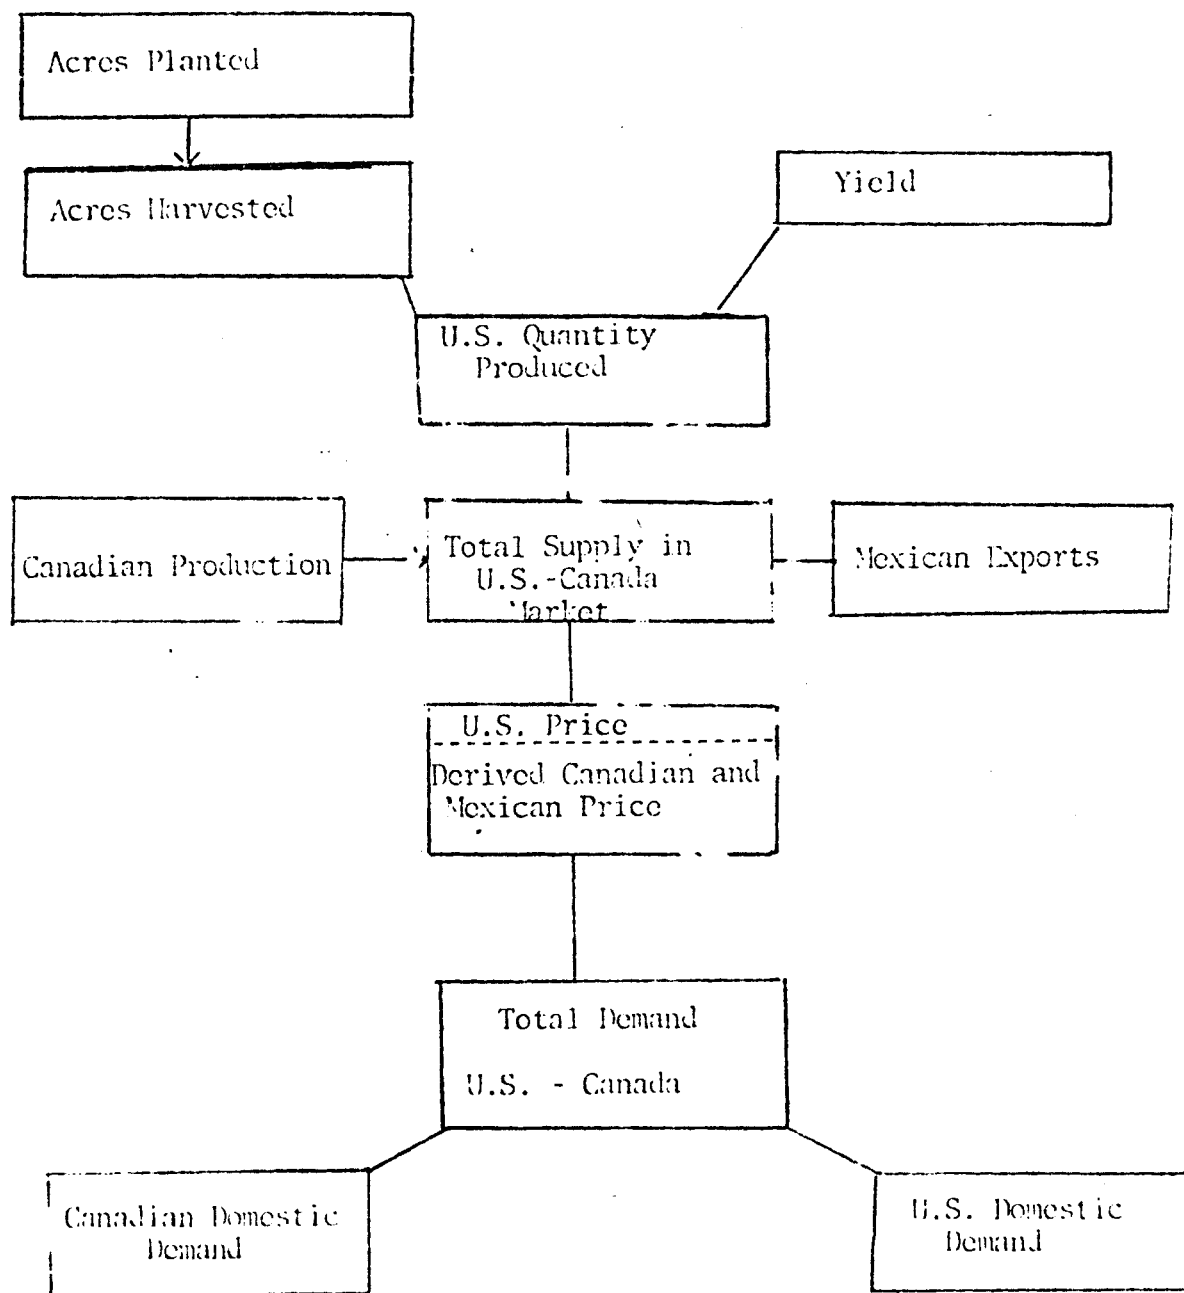 Acres Planted
Acres Harvested
Yield
U.S. Quantity
Produced
Canadian Production
Total Supply in
U.S.-Canada
Market
Mexican Exports
U.S. Price
Derived Canadian and
Mexican Price
Total Demand
U.S. - Canada
Canadian Domestic
Demand
U.S. Domestic
Demand